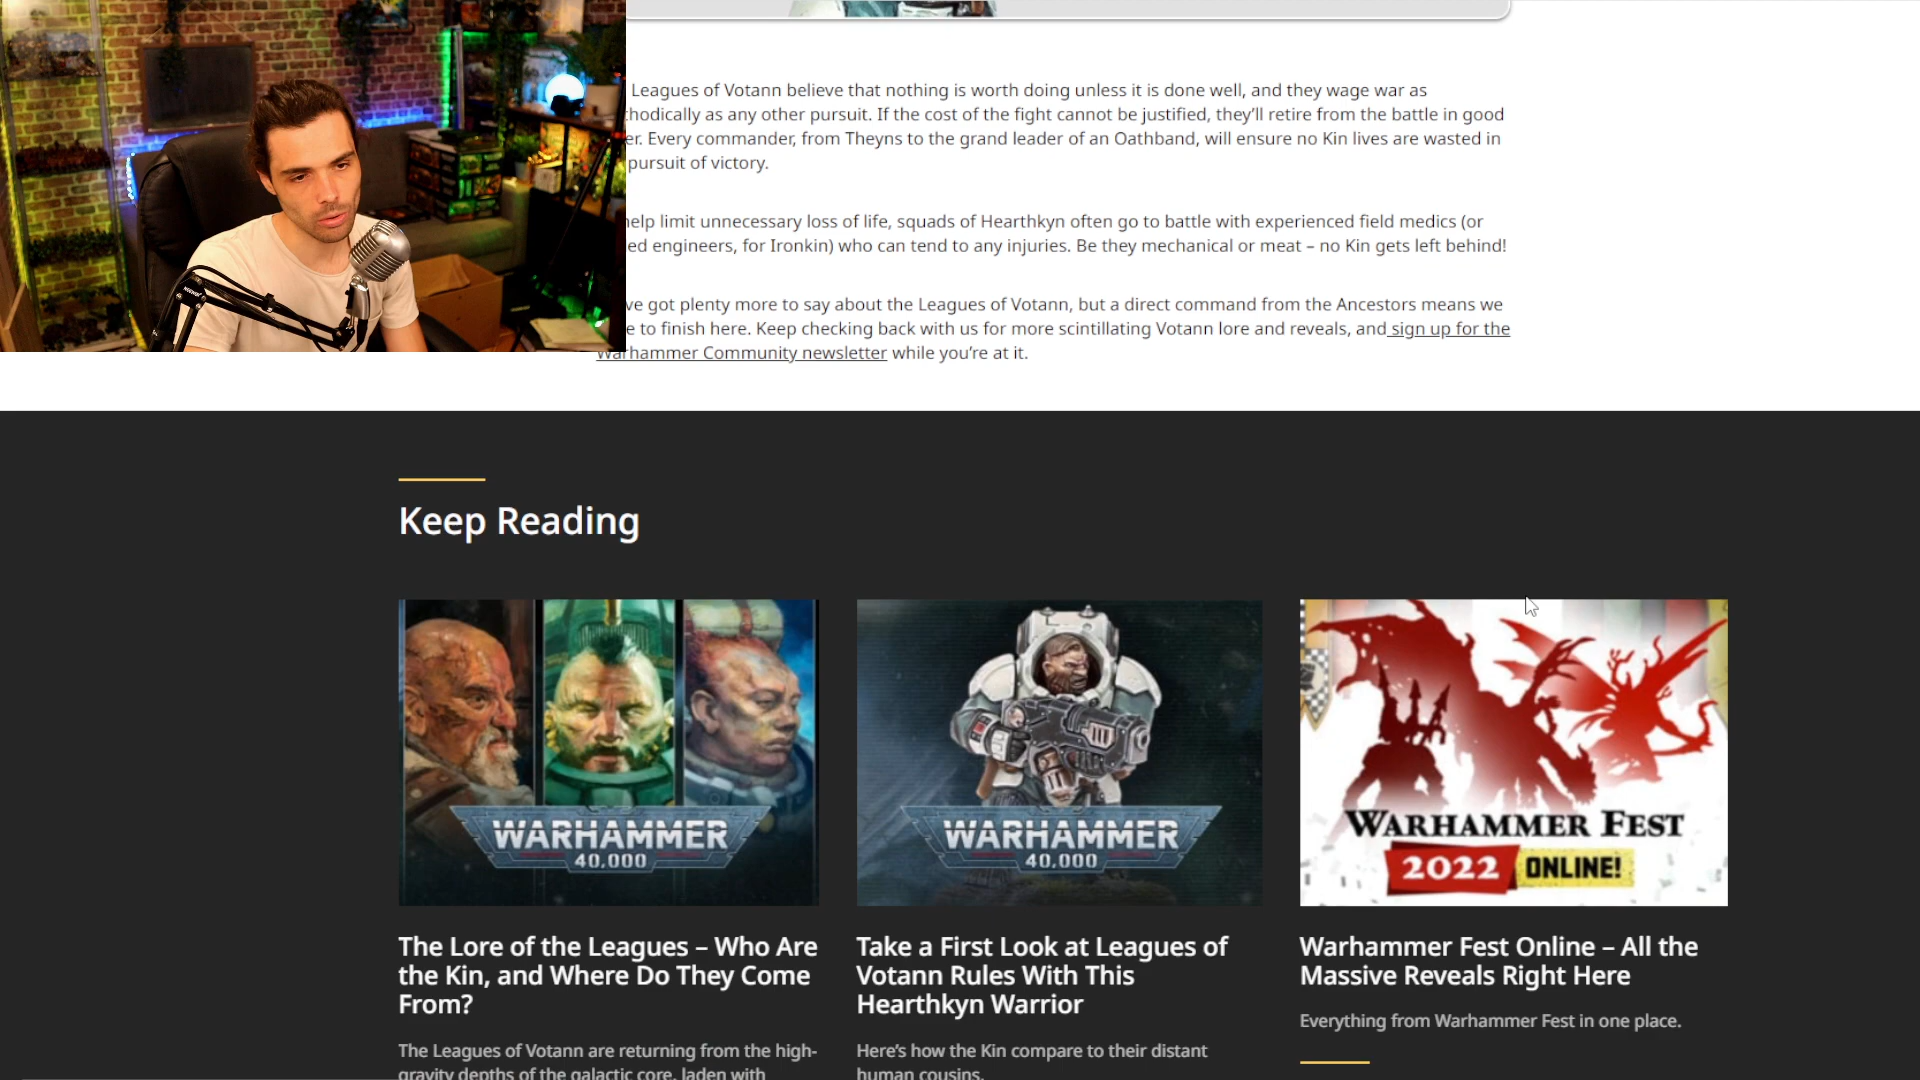 Leagues of Votann believe that nothing is worth doing unless it is done well, and they wage war as
hodically as any other pursuit. If the cost of the fight cannot be justified, they’ll retire from the battle in good
er. Every commander, from Theyns to the grand leader of an Oathband, will ensure no Kin lives are wasted in
pursuit of victory.
help limit unnecessary loss of life, squads of Hearthkyn often go to battle with experienced field medics (or
ed engineers, for Ironkin) who can tend to any injuries. Be they mechanical or meat – no Kin gets left behind!
ve got plenty more to say about the Leagues of Votann, but a direct command from the Ancestors means we
e to finish here. Keep checking back with us for more scintillating Votann lore and reveals, and sign up for the
Warhammer Community newsletter while you’re at it.
Keep Reading
WARHAMMER
40,000
WARHAMMER
40,000
WARHAMMER FEST
2022 ONLINE!
The Lore of the Leagues – Who Are
the Kin, and Where Do They Come
From?
The Leagues of Votann are returning from the high-
gravity depths of the galactic core, laden with
Take a First Look at Leagues of
Votann Rules With This
Hearthkyn Warrior
Here’s how the Kin compare to their distant
human cousins.
Warhammer Fest Online – All the
Massive Reveals Right Here
Everything from Warhammer Fest in one place.